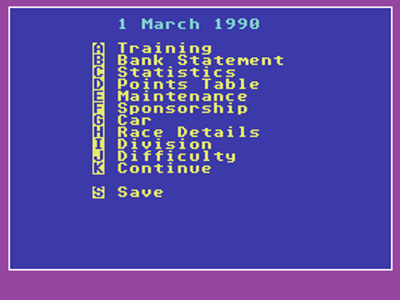 1 March 1990
A Training
B Bank Statement
C Statistics
D Points Table
E Maintenance
F Sponsorship
G Car
H Race Details
I Division
J Difficulty
K Continue
S Save